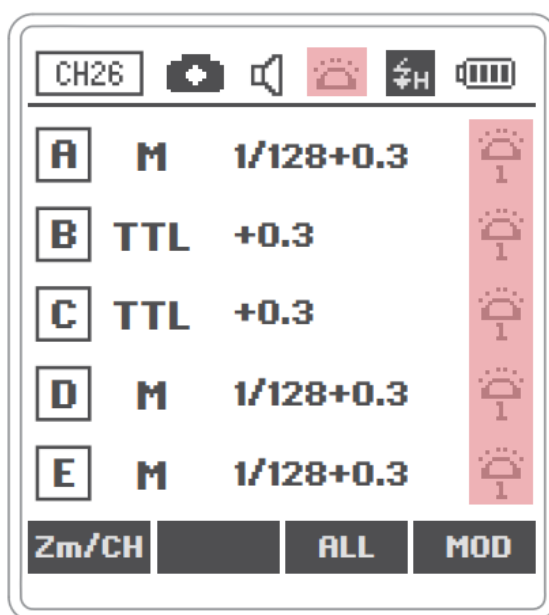 CH26 H
A M 1/128+0.3 1
B TTL +0.3 1
C TTL +0.3 1
D M 1/128+0.3 1
E M 1/128+0.3 1
Zm/CH ALL MOD